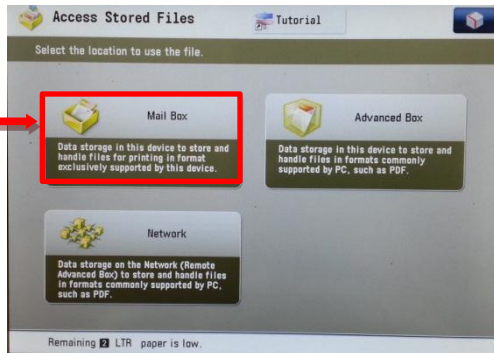 Access Stored Files
Tutorial
Select the location to use the file.
Mail Box
Data storage in this device to store and
handle files for printing in format
exclusively supported by this device.
Advanced Box
Data storage in this device to store and
handle files in formats commonly
supported by PC, such as PDF.
Network
Data storage on the Network (Remote
Advanced Box) to store and handle files
in formats commonly supported by PC,
such as PDF.
Remaining 2 LTR paper is low.